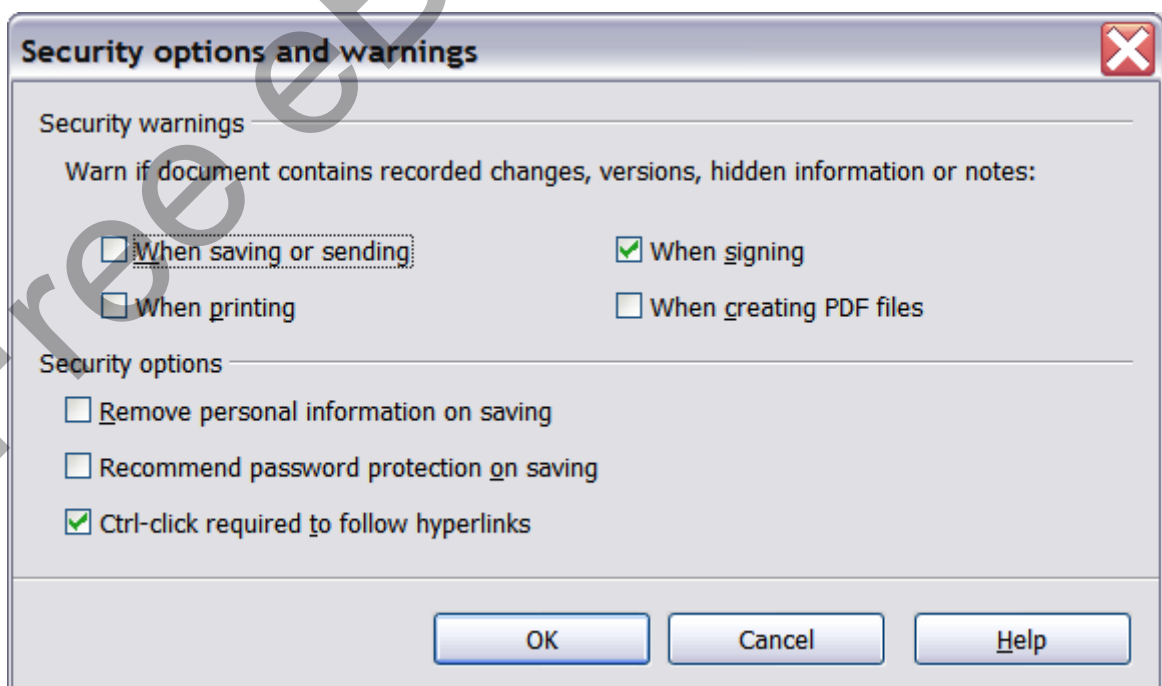 Security options and warnings
Security warnings
Warn if document contains recorded changes, versions, hidden information or notes:
When saving or sending
When signing
When printing
When creating PDF files
Security options
Remove personal information on saving
Recommend password protection on saving
Ctrl-click required to follow hyperlinks
OK
Cancel
Help
Free eB